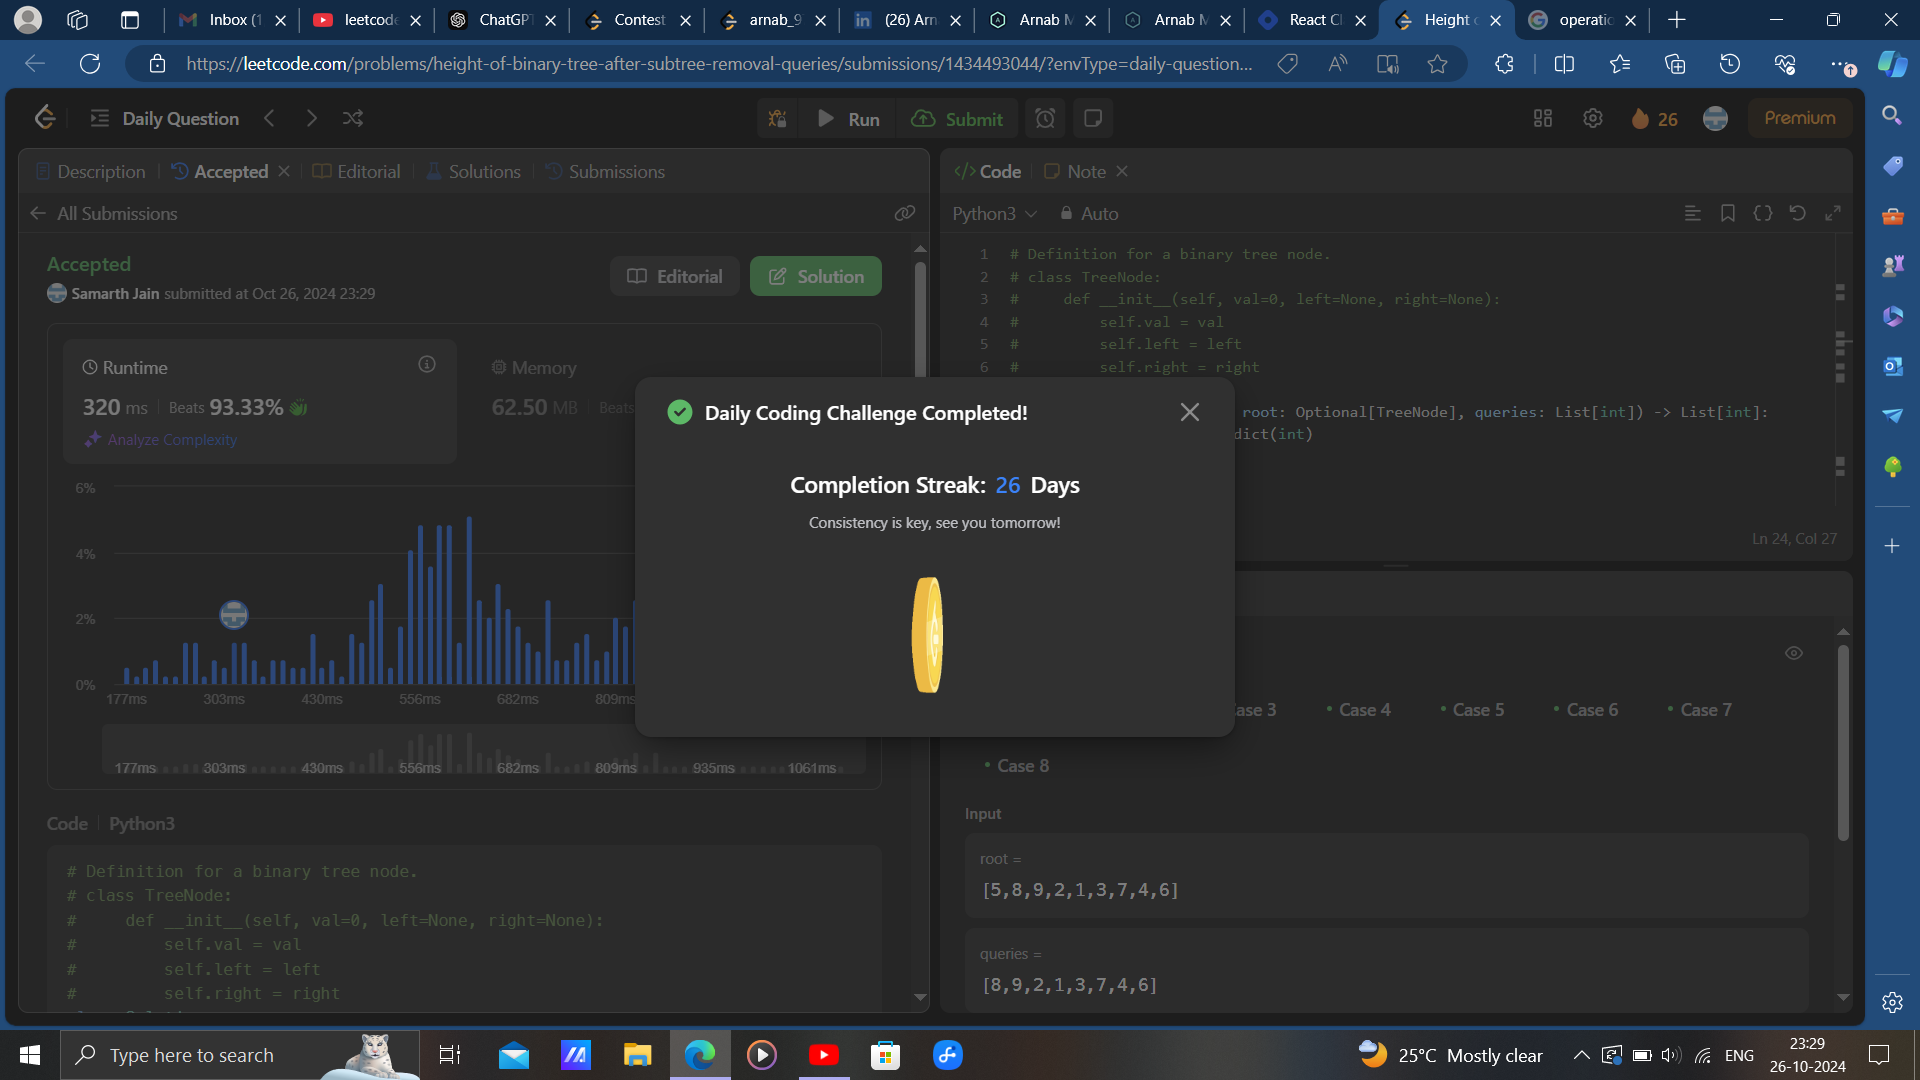 Inbox (1
leetcode
ChatGPT
Contest
arnab_9
(26) Arn
Arnab M
Arnab M
React Cl
Height o
operatio
https://leetcode.com/problems/height-of-binary-tree-after-subtree-removal-queries/submissions/1434493044/?envType=daily-question...
Daily Question
Run
Submit
26
Premium
Description
Accepted
Editorial
Solutions
Submissions
All Submissions
Accepted
Samarth Jain submitted at Oct 26, 2024 23:29
Editorial
Solution
Runtime
320 ms
Beats 93.33%
Analyze Complexity
Memory
62.50 MB
Beats
6%
4%
2%
0%
177ms
303ms
430ms
556ms
682ms
809ms
177ms
303ms
430ms
556ms
682ms
809ms
935ms
1061ms
Code
Python3
# Definition for a binary tree node.
# class TreeNode:
#     def __init__(self, val=0, left=None, right=None):
#         self.val = val
#         self.left = left
#         self.right = right
Code
Note
Python3
Auto
1 # Definition for a binary tree node.
2 # class TreeNode:
3 #     def __init__(self, val=0, left=None, right=None):
4 #         self.val = val
5 #         self.left = left
6 #         self.right = right
root: Optional[TreeNode], queries: List[int]) -> List[int]:
dict(int)
Ln 24, Col 27
Daily Coding Challenge Completed!
Completion Streak: 26 Days
Consistency is key, see you tomorrow!
ase 3
Case 4
Case 5
Case 6
Case 7
Case 8
Input
root =
[5,8,9,2,1,3,7,4,6]
queries =
[8,9,2,1,3,7,4,6]
Type here to search
25°C Mostly clear
ENG
23:29
26-10-2024